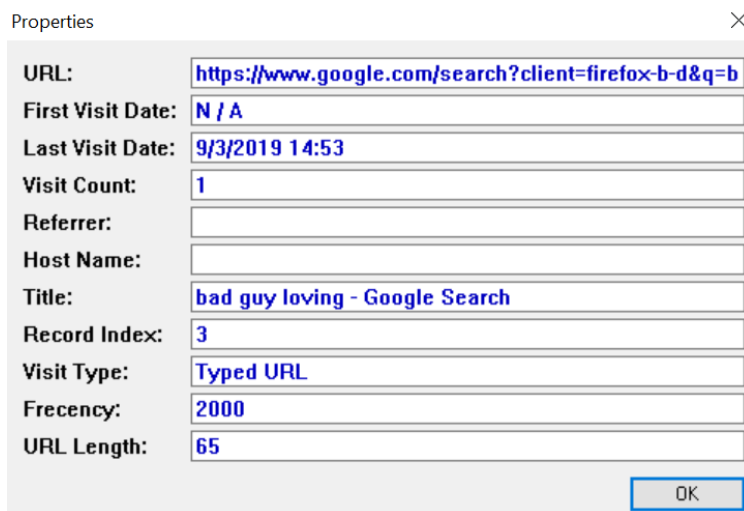 Properties
URL: https://www.google.com/search?client=firefox-b-d&q=b
First Visit Date: N / A
Last Visit Date: 9/3/2019 14:53
Visit Count: 1
Referrer:
Host Name:
Title: bad guy loving - Google Search
Record Index: 3
Visit Type: Typed URL
Frecency: 2000
URL Length: 65
OK